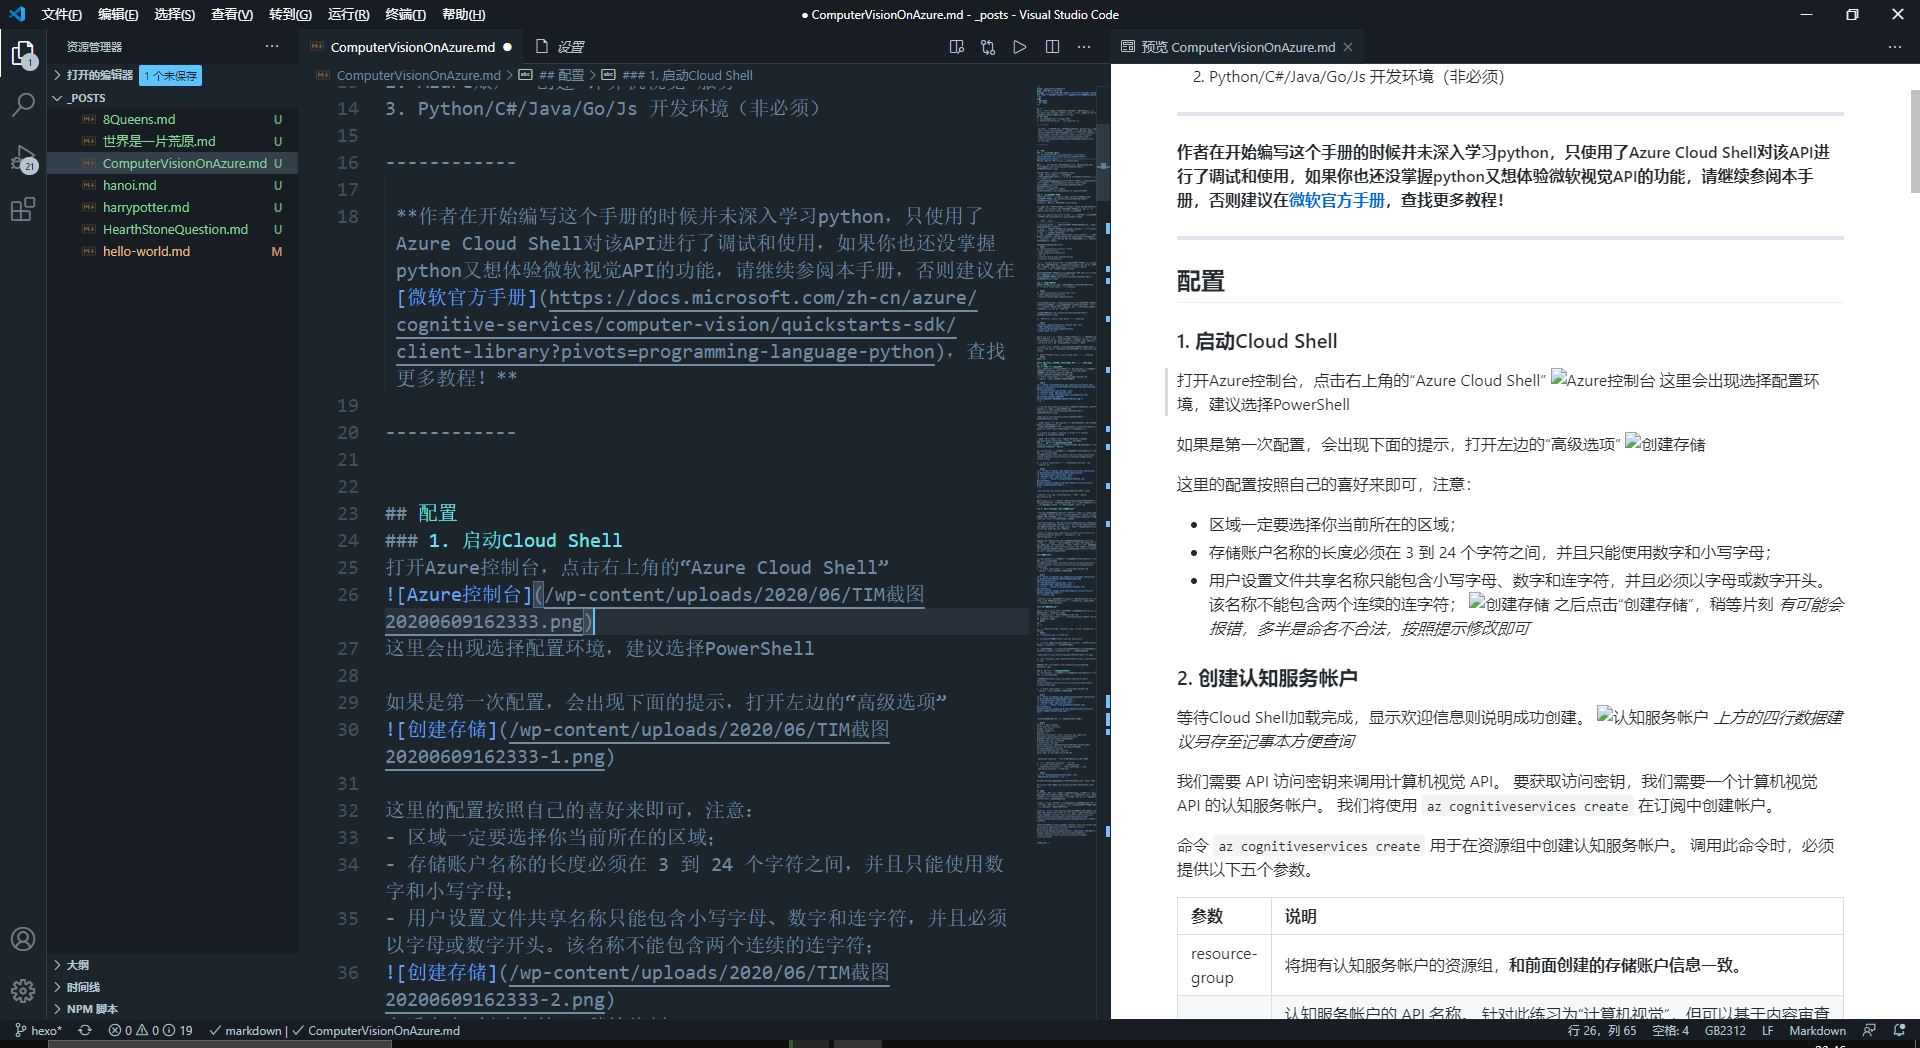 文件(F) 编辑(E) 选择(S) 查看(V) 转到(G) 运行(R) 终端(T) 帮助(H)
● ComputerVisionOnAzure.md - _posts - Visual Studio Code
资源管理器
打开的编辑器 1 个未保存
_POSTS
8Queens.md U
世界是一片荒原.md U
ComputerVisionOnAzure.md U
hanoi.md U
harrypotter.md U
HearthStoneQuestion.md U
hello-world.md M
大纲
时间线
NPM 脚本
1
21
ComputerVisionOnAzure.md ●
设置
ComputerVisionOnAzure.md > ## 配置 > ### 1. 启动Cloud Shell
14 3. Python/C#/Java/Go/Js 开发环境（非必须）
15
16 ------------
17
18 **作者在开始编写这个手册的时候并未深入学习python，只使用了
Azure Cloud Shell对该API进行了调试和使用，如果你也还没掌握
python又想体验微软视觉API的功能，请继续参阅本手册，否则建议在
[微软官方手册](https://docs.microsoft.com/zh-cn/azure/
cognitive-services/computer-vision/quickstarts-sdk/
client-library?pivots=programming-language-python)，查找
更多教程！**
19
20 ------------
21
22
23 ## 配置
24 ### 1. 启动Cloud Shell
25 打开Azure控制台，点击右上角的“Azure Cloud Shell”
26 ![Azure控制台](/wp-content/uploads/2020/06/TIM截图
20200609162333.png)
27 这里会出现选择配置环境，建议选择PowerShell
28
29 如果是第一次配置，会出现下面的提示，打开左边的“高级选项”
30 ![创建存储](/wp-content/uploads/2020/06/TIM截图
20200609162333-1.png)
31
32 这里的配置按照自己的喜好来即可，注意：
33 - 区域一定要选择你当前所在的区域；
34 - 存储账户名称的长度必须在 3 到 24 个字符之间，并且只能使用数
字和小写字母；
35 - 用户设置文件共享名称只能包含小写字母、数字和连字符，并且必须
以字母或数字开头。该名称不能包含两个连续的连字符；
36 ![创建存储](/wp-content/uploads/2020/06/TIM截图
20200609162333-2.png)
预览 ComputerVisionOnAzure.md
2. Python/C#/Java/Go/Js 开发环境（非必须）
作者在开始编写这个手册的时候并未深入学习python，只使用了Azure Cloud Shell对该API进
行了调试和使用，如果你也还没掌握python又想体验微软视觉API的功能，请继续参阅本手
册，否则建议在微软官方手册，查找更多教程！
配置
1. 启动Cloud Shell
打开Azure控制台，点击右上角的“Azure Cloud Shell” Azure控制台 这里会出现选择配置环
境，建议选择PowerShell
如果是第一次配置，会出现下面的提示，打开左边的“高级选项” 创建存储
这里的配置按照自己的喜好来即可，注意：
• 区域一定要选择你当前所在的区域；
• 存储账户名称的长度必须在 3 到 24 个字符之间，并且只能使用数字和小写字母；
• 用户设置文件共享名称只能包含小写字母、数字和连字符，并且必须以字母或数字开头。
该名称不能包含两个连续的连字符； 创建存储 之后点击“创建存储”，稍等片刻 有可能会
报错，多半是命名不合法，按照提示修改即可
2. 创建认知服务帐户
等待Cloud Shell加载完成，显示欢迎信息则说明成功创建。 认知服务帐户 上方的四行数据建
议另存至记事本方便查询
我们需要 API 访问密钥来调用计算机视觉 API。 要获取访问密钥，我们需要一个计算机视觉
API 的认知服务帐户。 我们将使用 az cognitiveservices create 在订阅中创建帐户。
命令 az cognitiveservices create 用于在资源组中创建认知服务帐户。 调用此命令时，必须
提供以下五个参数。
参数 说明
resource-
group 将拥有认知服务帐户的资源组，和前面创建的存储账户信息一致。
认知服务帐户的 API 名称。 针对此练习为“计算机视觉”，但可以基于内容审查
hexo* 0 0 19 markdown | ComputerVisionOnAzure.md
行 26，列 65 空格: 4 GB2312 LF Markdown